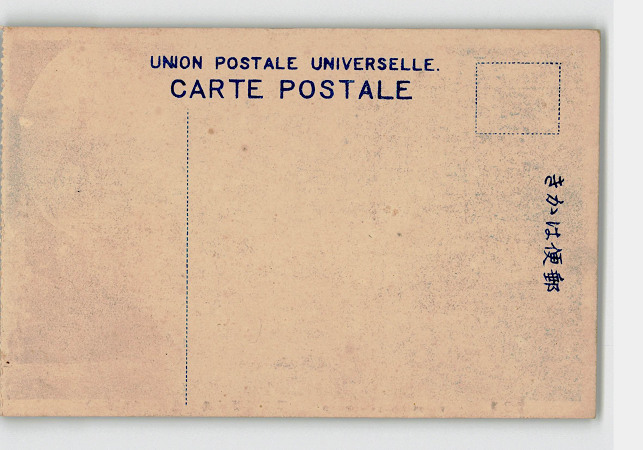 UNION POSTALE UNIVERSELLE.
CARTE POSTALE
きかは便郵